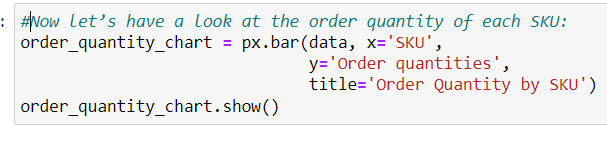 :
#Now let’s have a look at the order quantity of each SKU:
order_quantity_chart = px.bar(data, x='SKU',
                              y='Order quantities',
                              title='Order Quantity by SKU')
order_quantity_chart.show()